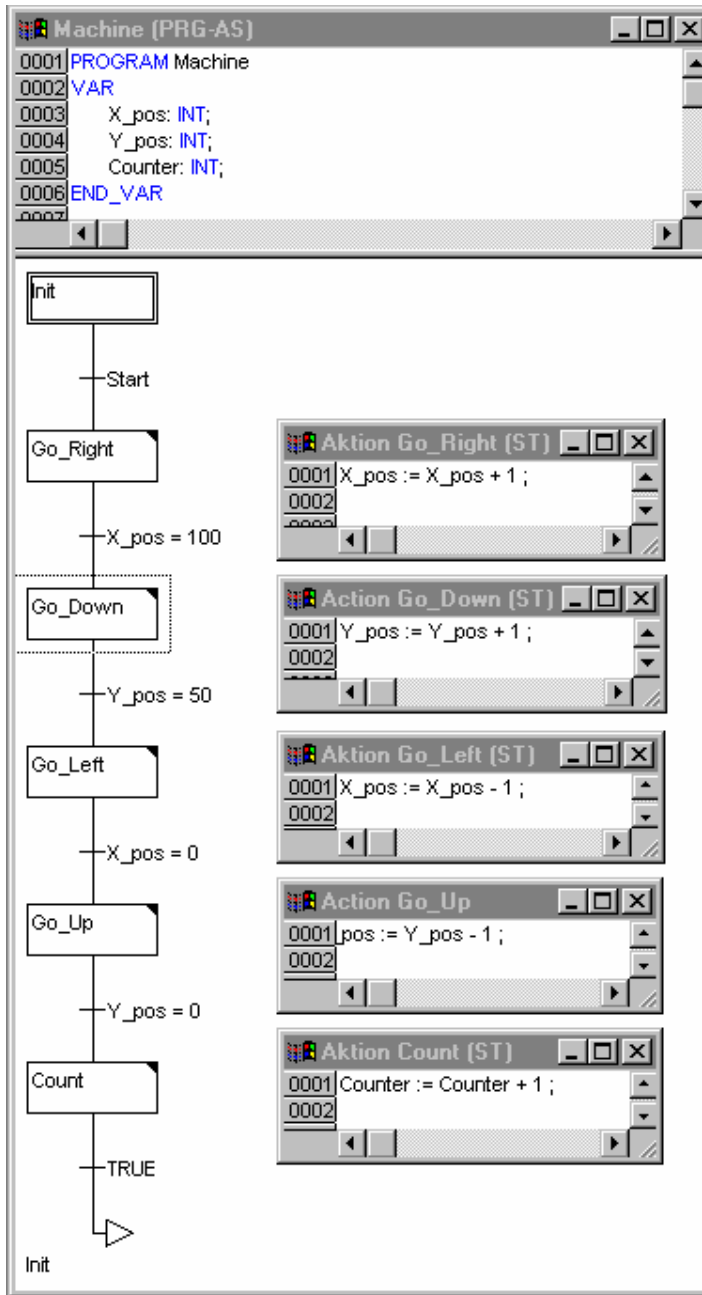 Machine (PRG-AS)
0001 PROGRAM Machine
0002 VAR
0003 X_pos: INT;
0004 Y_pos: INT;
0005 Counter: INT;
0006 END_VAR
0007
Init
Start
Go_Right
X_pos = 100
Go_Down
Y_pos = 50
Go_Left
X_pos = 0
Go_Up
Y_pos = 0
Count
TRUE
Init
Aktion Go_Right (ST)
0001 X_pos := X_pos + 1 ;
0002
Action Go_Down (ST)
0001 Y_pos := Y_pos + 1 ;
0002
Aktion Go_Left (ST)
0001 X_pos := X_pos - 1 ;
0002
Action Go_Up
0001 _pos := Y_pos - 1 ;
0002
Aktion Count (ST)
0001 Counter := Counter + 1 ;
0002